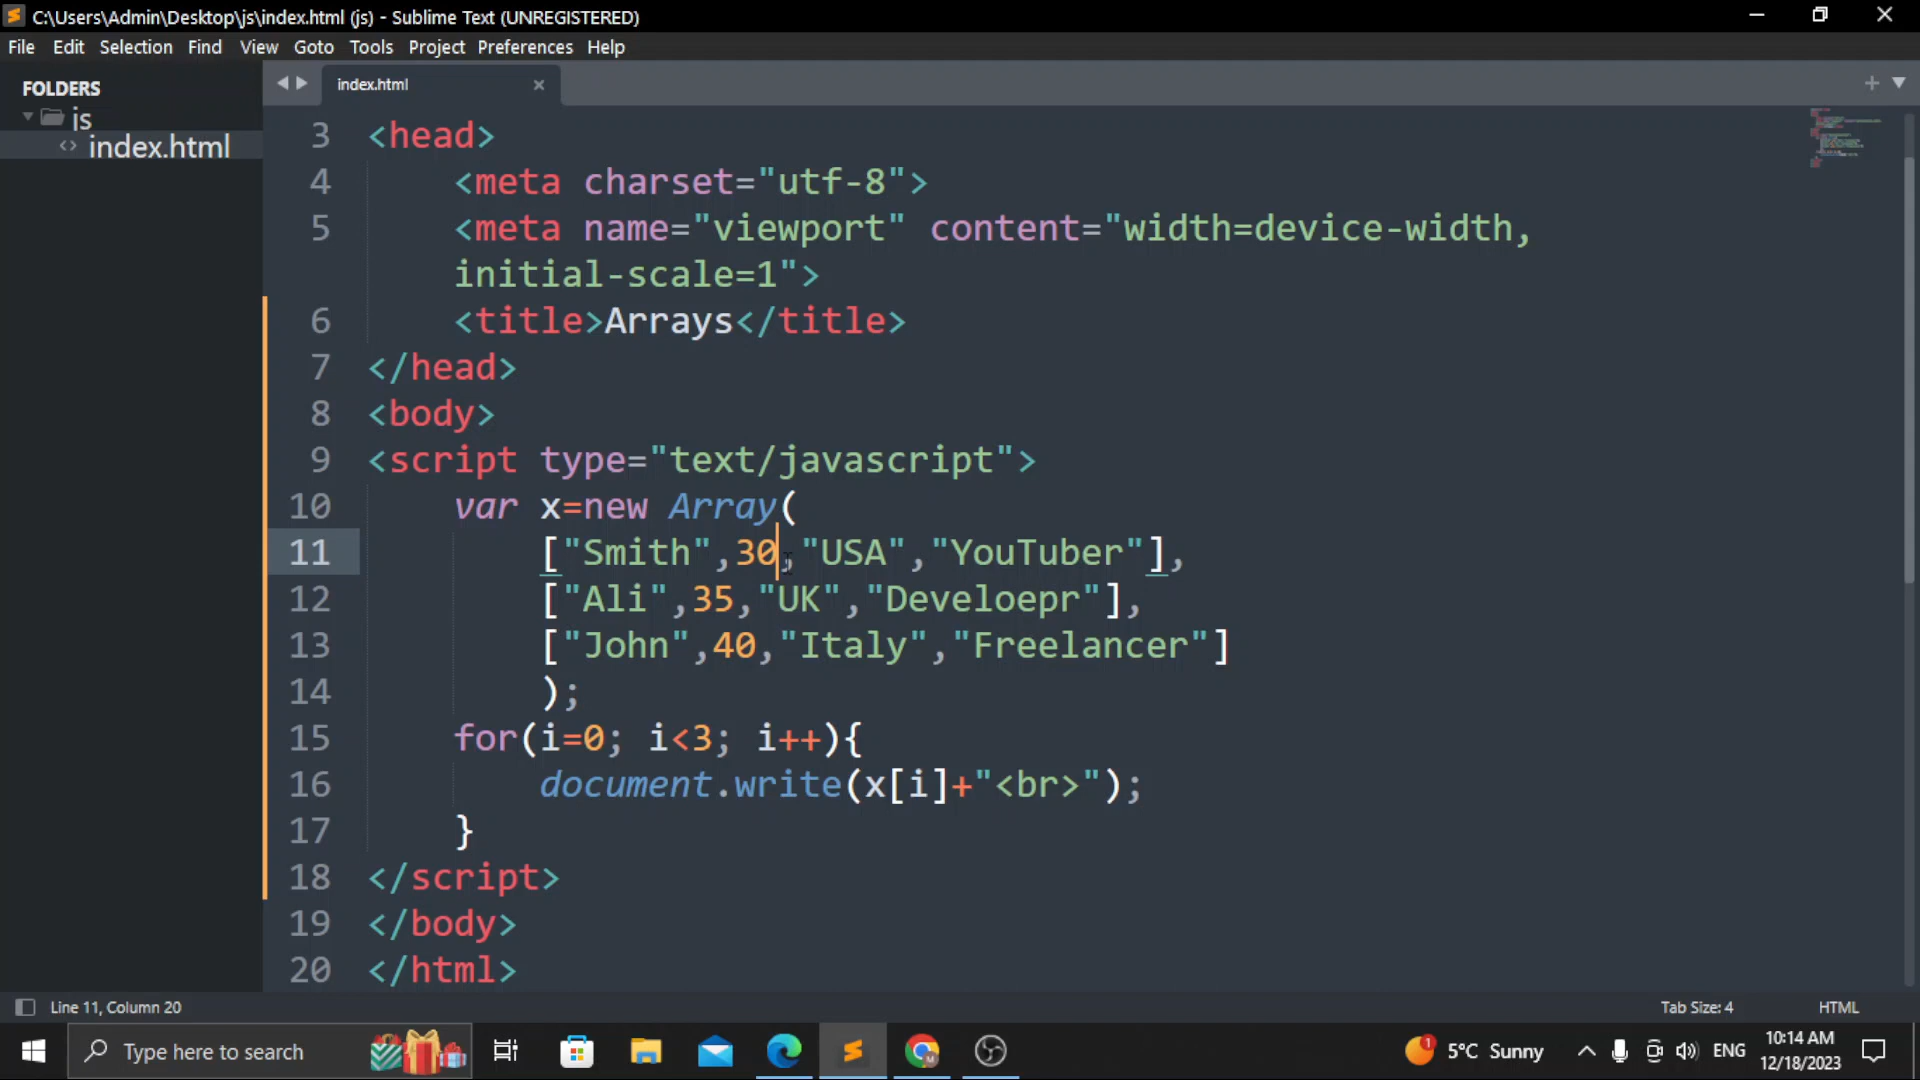 C:\Users\Admin\Desktop\js\index.html (js) - Sublime Text (UNREGISTERED)
File Edit Selection Find View Goto Tools Project Preferences Help
FOLDERS
js
index.html
index.html
3 <head>
4 <meta charset="utf-8">
5 <meta name="viewport" content="width=device-width,
initial-scale=1">
6 <title>Arrays</title>
7 </head>
8 <body>
9 <script type="text/javascript">
10 var x=new Array(
11 ["Smith",30,"USA","YouTuber"],
12 ["Ali",35,"UK","Develoepr"],
13 ["John",40,"Italy","Freelancer"]
14 );
15 for(i=0; i<3; i++){
16 document.write(x[i]+"<br>");
17 }
18 </script>
19 </body>
20 </html>
Line 11, Column 20
Tab Size: 4 HTML
Type here to search
1 5°C Sunny
ENG
10:14 AM
12/18/2023